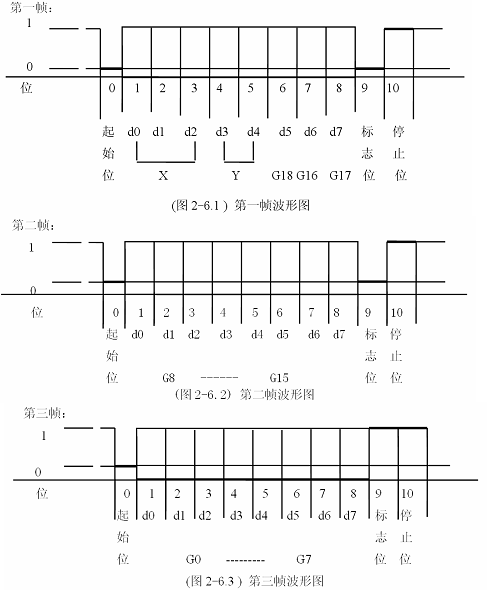 第一帧：
1
0
位 0 1 2 3 4 5 6 7 8 9 10
起始位 d0 d1 d2 d3 d4 d5 d6 d7 标志位 停止位
X Y G18 G16 G17
(图2-6.1) 第一帧波形图
第二帧：
1
0
位 0 1 2 3 4 5 6 7 8 9 10
起始位 d0 d1 d2 d3 d4 d5 d6 d7 标志位 停止位
G8 ------ G15
(图2-6.2) 第二帧波形图
第三帧：
1
0
位 0 1 2 3 4 5 6 7 8 9 10
起始位 d0 d1 d2 d3 d4 d5 d6 d7 标志位 停止位
G0 --------- G7
(图2-6.3) 第三帧波形图